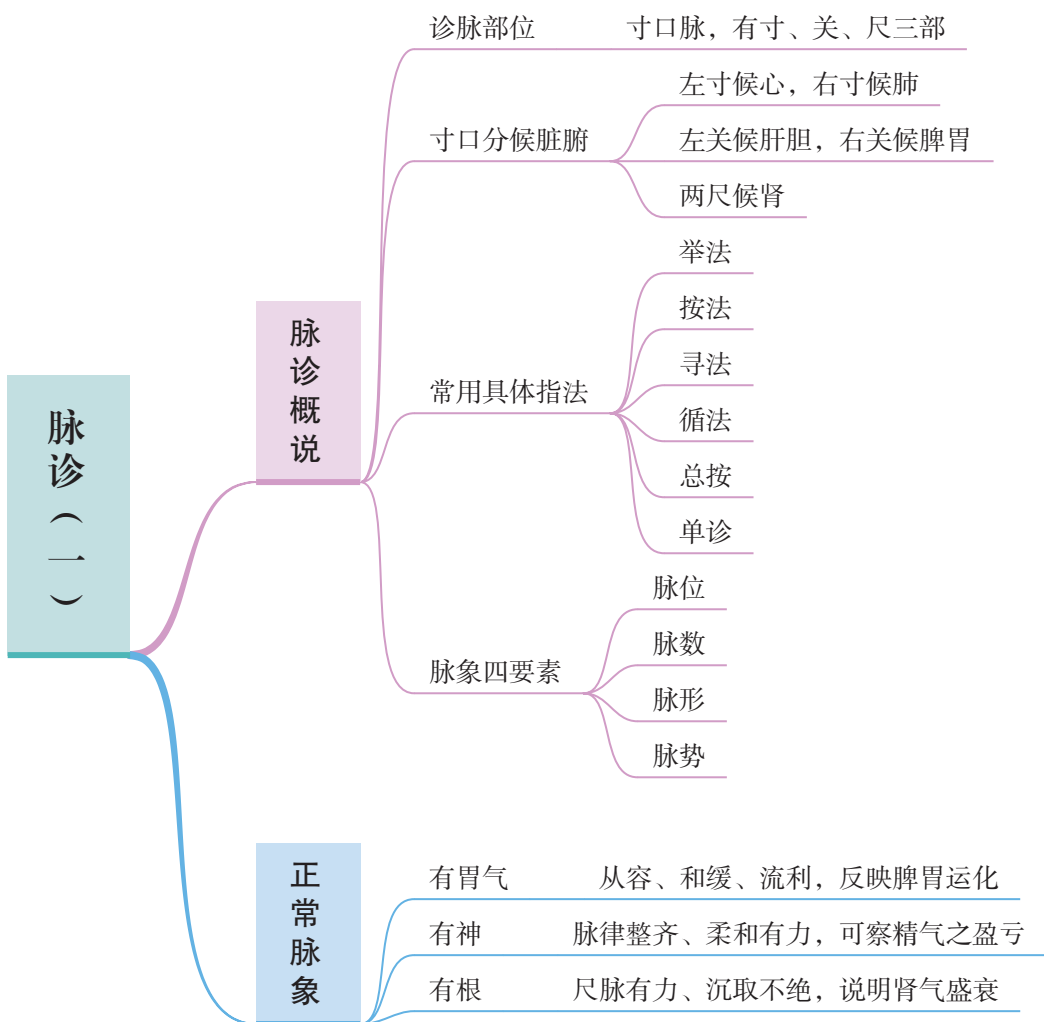 脉诊（一）
脉诊概说
诊脉部位 寸口脉，有寸、关、尺三部
寸口分候脏腑
左寸候心，右寸候肺
左关候肝胆，右关候脾胃
两尺候肾
常用具体指法
举法
按法
寻法
循法
总按
单诊
脉象四要素
脉位
脉数
脉形
脉势
正常脉象
有胃气 从容、和缓、流利，反映脾胃运化
有神 脉律整齐、柔和有力，可察精气之盈亏
有根 尺脉有力、沉取不绝，说明肾气盛衰